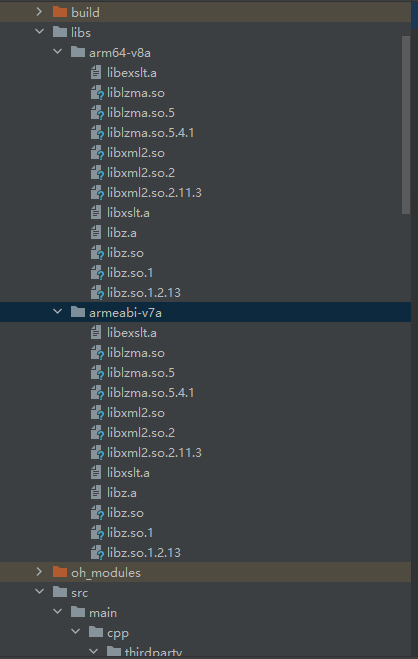 build
libs
arm64-v8a
libexslt.a
liblzma.so
liblzma.so.5
liblzma.so.5.4.1
libxml2.so
libxml2.so.2
libxml2.so.2.11.3
libxslt.a
libz.a
libz.so
libz.so.1
libz.so.1.2.13
armeabi-v7a
libexslt.a
liblzma.so
liblzma.so.5
liblzma.so.5.4.1
libxml2.so
libxml2.so.2
libxml2.so.2.11.3
libxslt.a
libz.a
libz.so
libz.so.1
libz.so.1.2.13
oh_modules
src
main
cpp
thirdparty